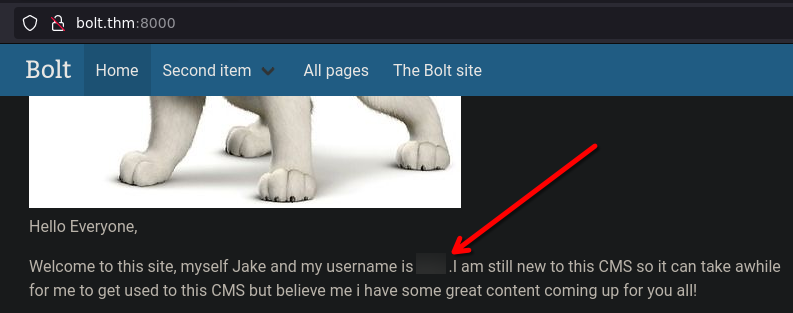 bolt.thm:8000
Bolt Home Second item All pages The Bolt site
Hello Everyone,
Welcome to this site, myself Jake and my username is .I am still new to this CMS so it can take awhile
for me to get used to this CMS but believe me i have some great content coming up for you all!